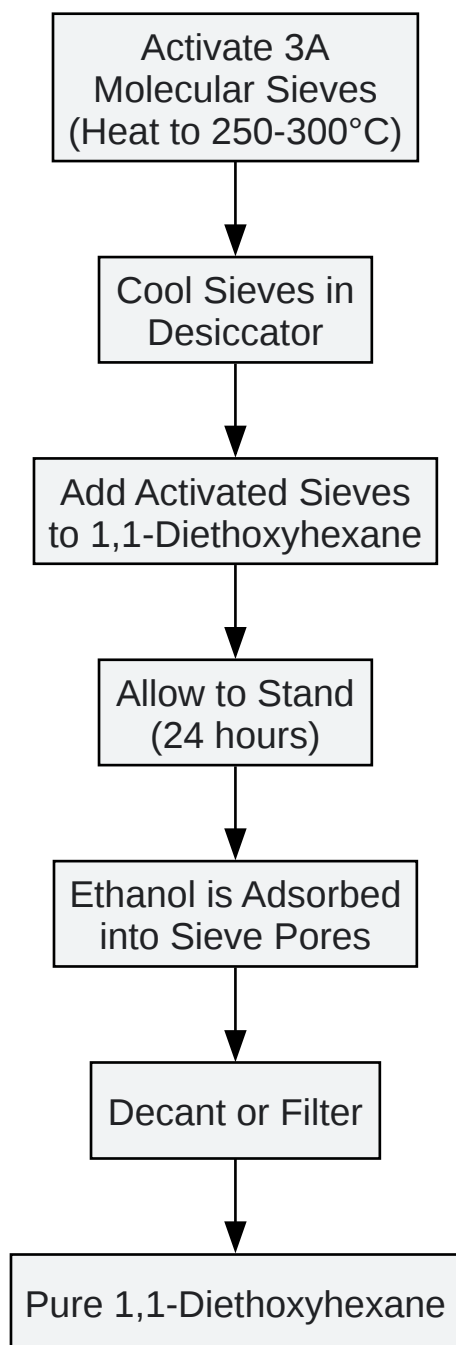 Activate 3A
Molecular Sieves
(Heat to 250-300°C)
Cool Sieves in
Desiccator
Add Activated Sieves
to 1,1-Diethoxyhexane
Allow to Stand
(24 hours)
Ethanol is Adsorbed
into Sieve Pores
Decant or Filter
Pure 1,1-Diethoxyhexane